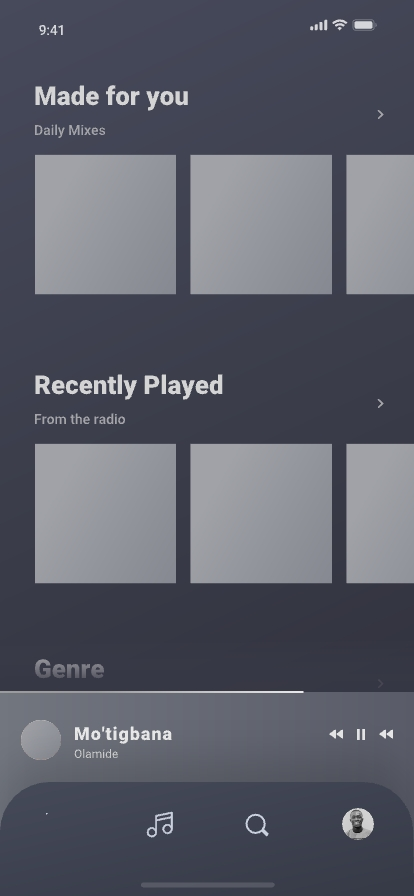 9:41
Made for you
Daily Mixes
Recently Played
From the radio
Genre
Mo'tigbana
Olamide